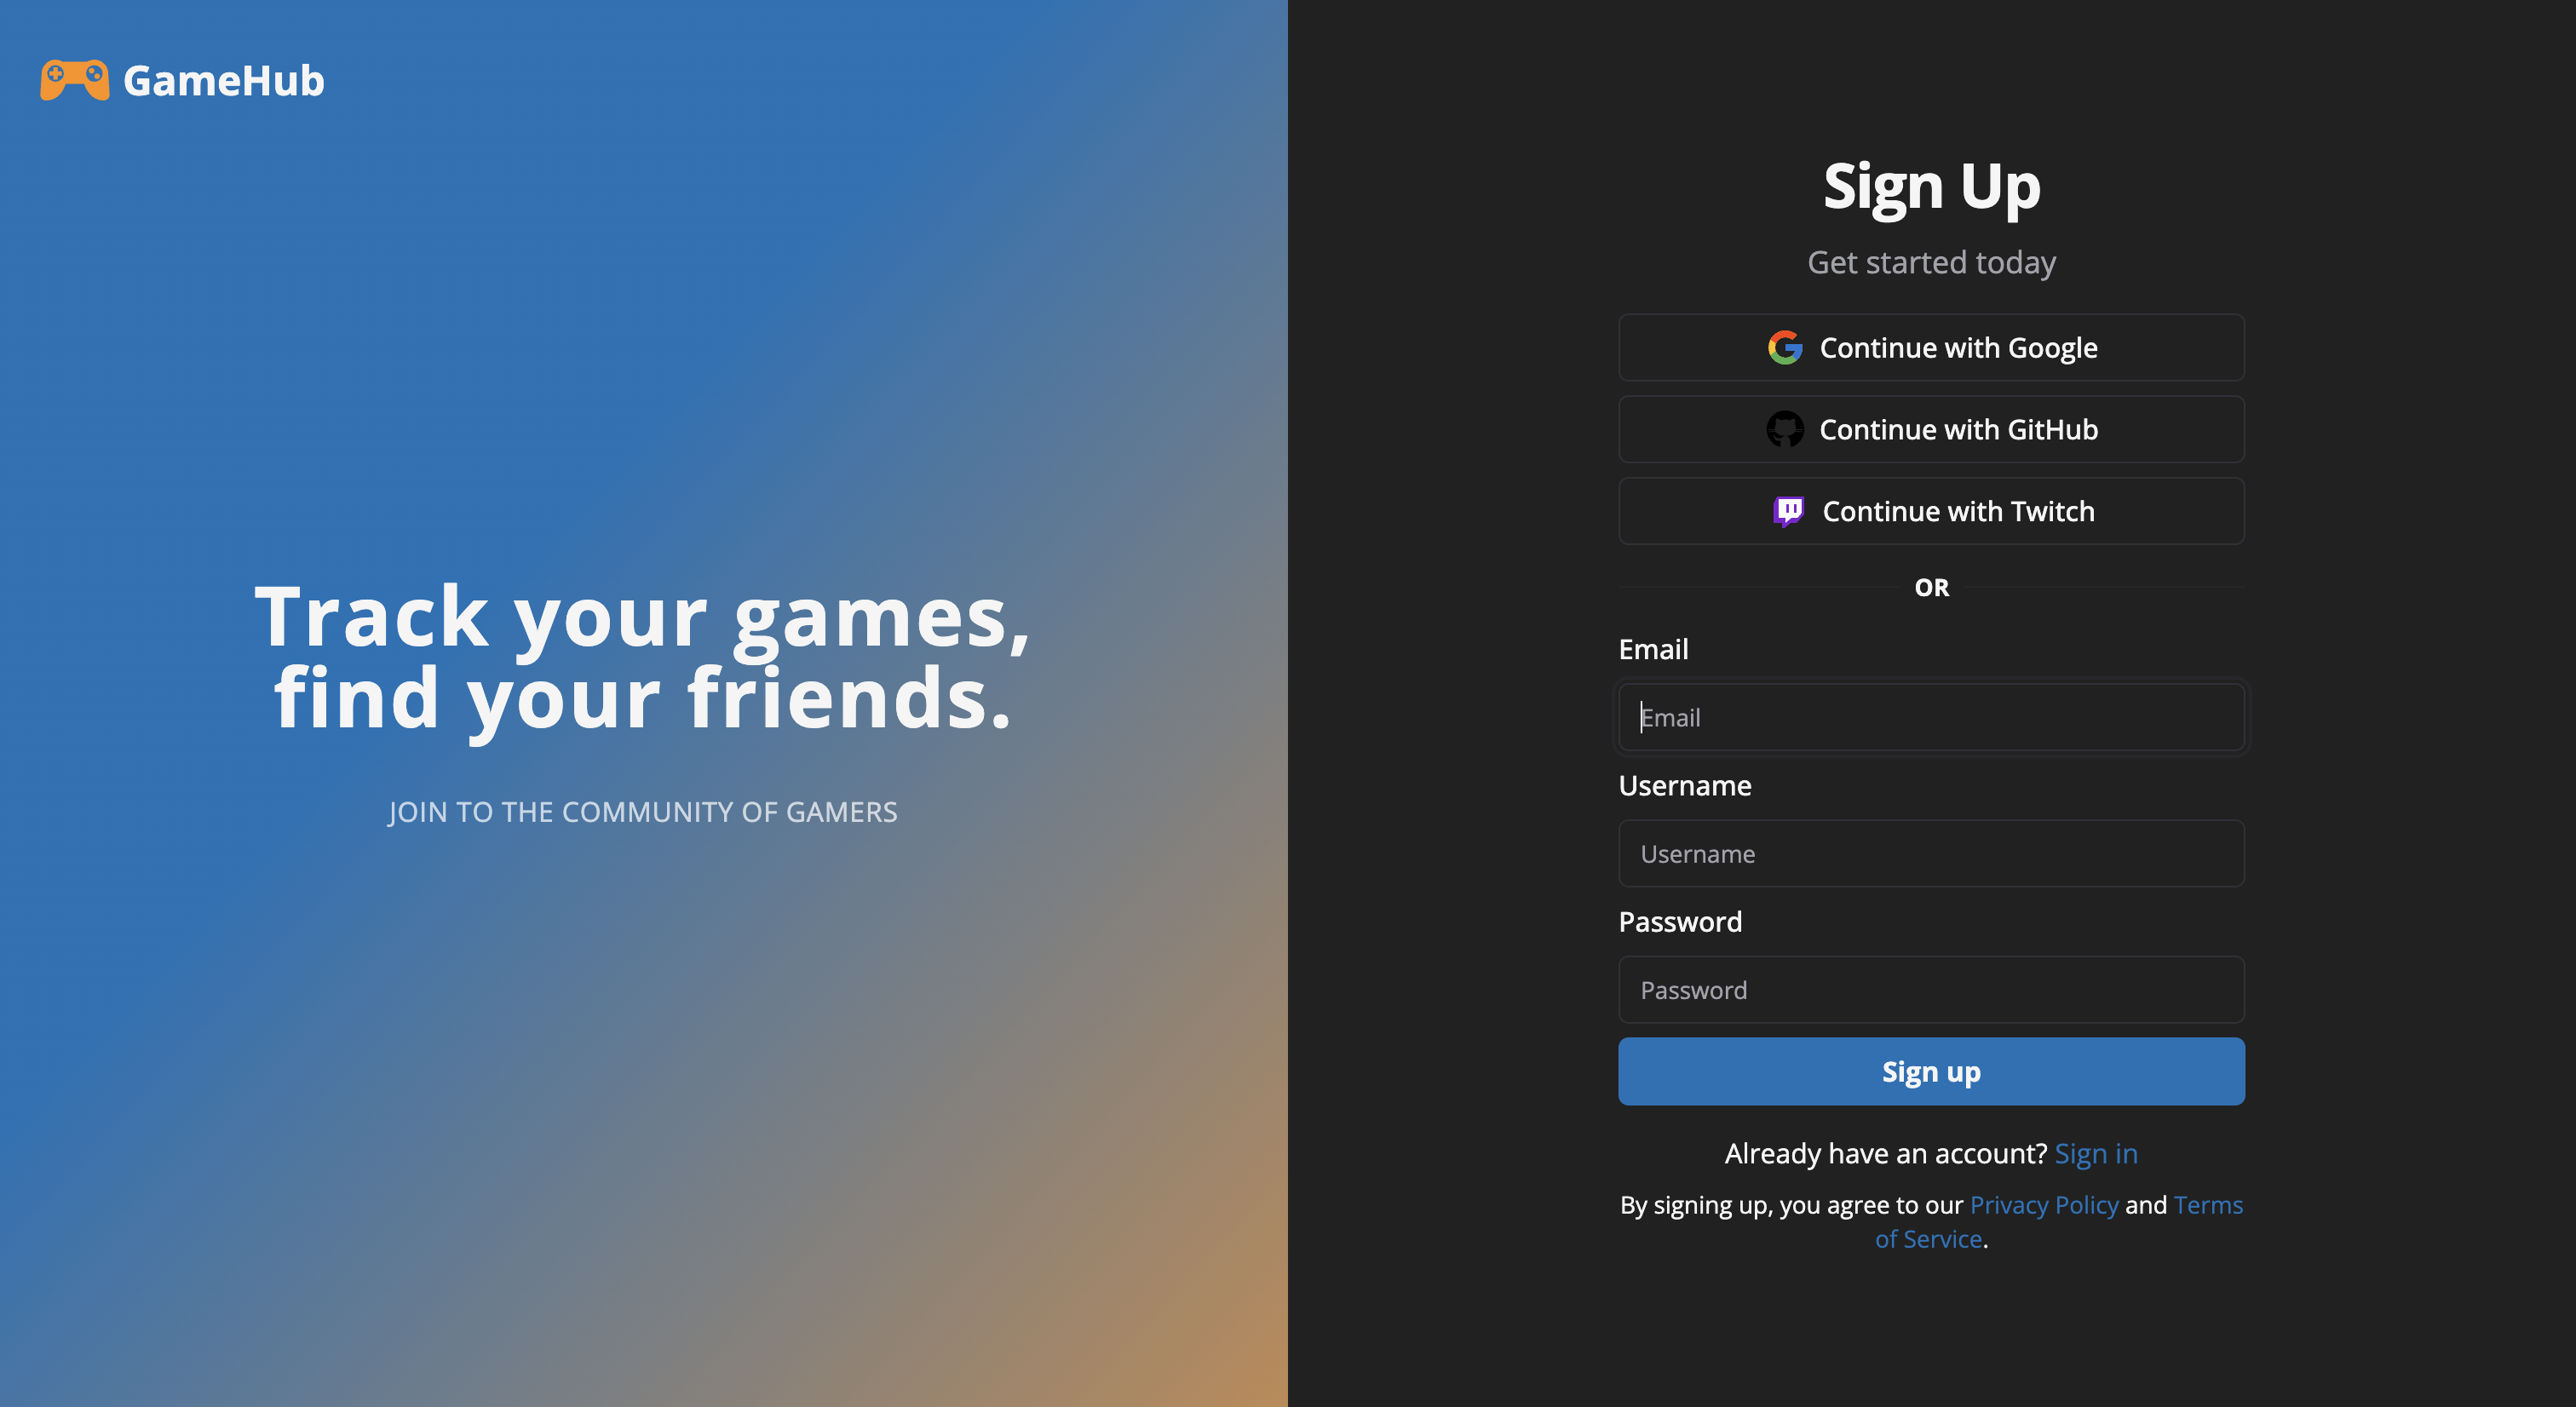 GameHub
Track your games,
find your friends.
JOIN TO THE COMMUNITY OF GAMERS
Sign Up
Get started today
Continue with Google
Continue with GitHub
Continue with Twitch
OR
Email
Email
Username
Username
Password
Password
Sign up
Already have an account? Sign in
By signing up, you agree to our Privacy Policy and Terms
of Service.